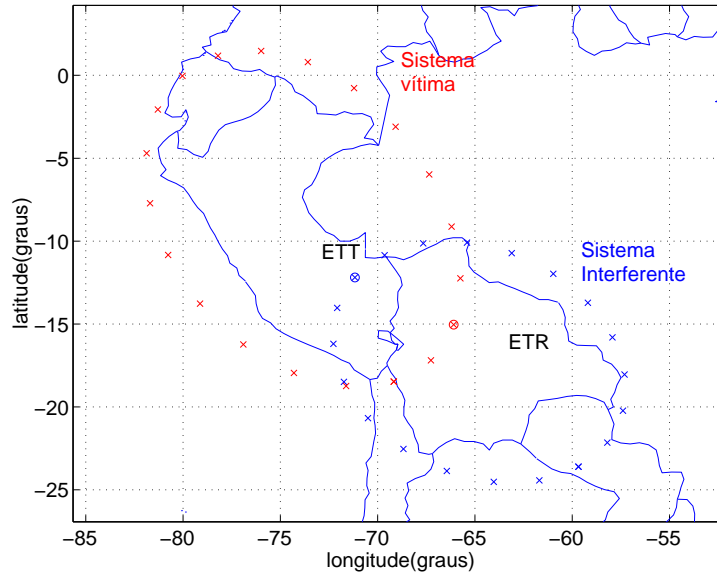 Sistema
vítima
0
−5
−10
−15
−20
−25
latitude(graus)
ETT
Sistema
Interferente
ETR
−85
−80
−75
−70
−65
−60
−55
longitude(graus)